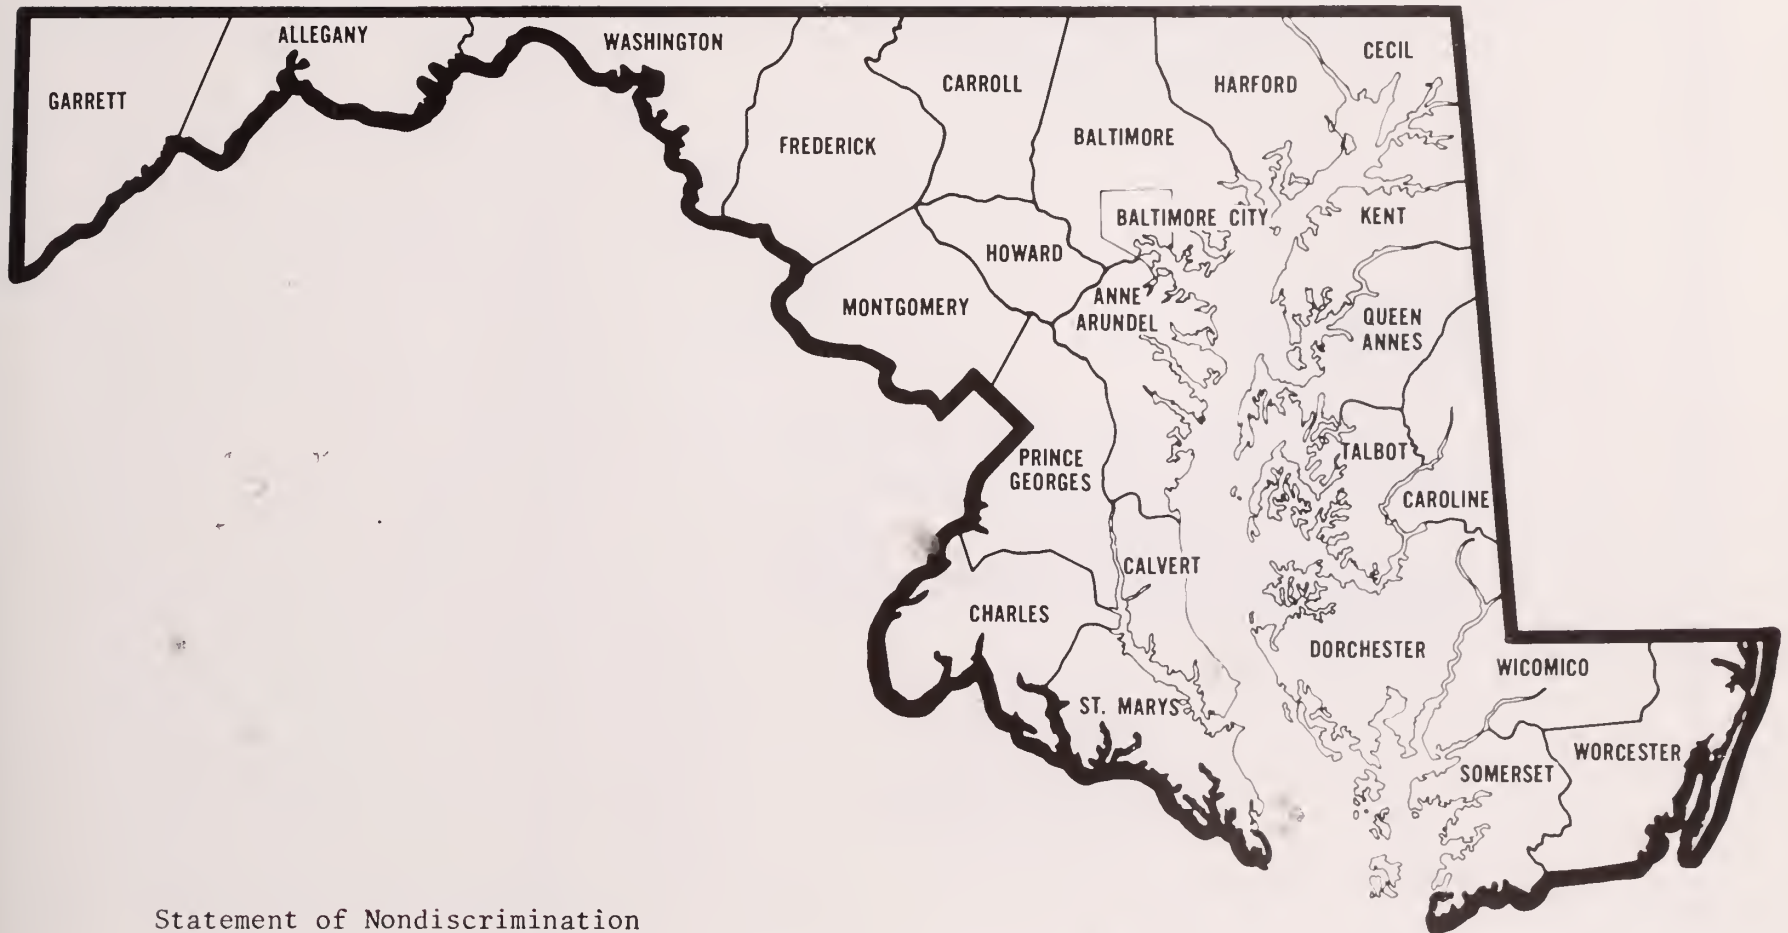 ALLEGANY
WASHINGTON
CECIL
GARRETT
CARROLL
HARFORD
FREDERICK
BALTIMORE
BALTIMORE CITY
KENT
HOWARD
MONTGOMERY
ANNE
ARUNDEL
QUEEN
ANNES
TALBOT
PRINCE
GEORGES
CAROLINE
CALVERT
CHARLES
DORCHESTER
WICOMICO
ST. MARYS
WORCESTER
SOMERSET
Statement of Nondiscrimination